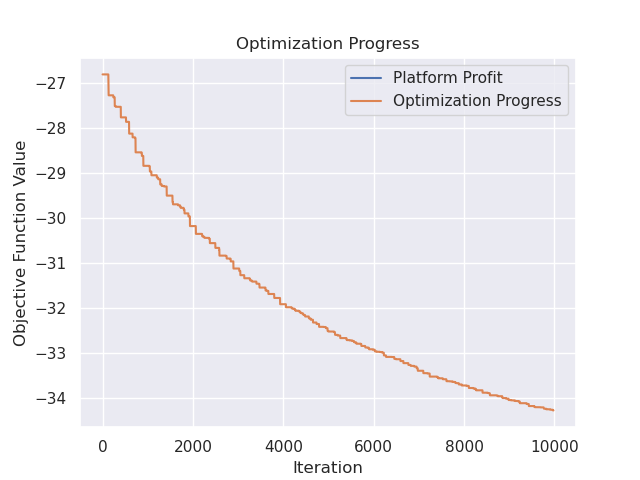 Optimization Progress
Platform Profit
Optimization Progress
Objective Function Value
−27
−28
−29
−30
−31
−32
−33
−34
0 2000 4000 6000 8000 10000
Iteration